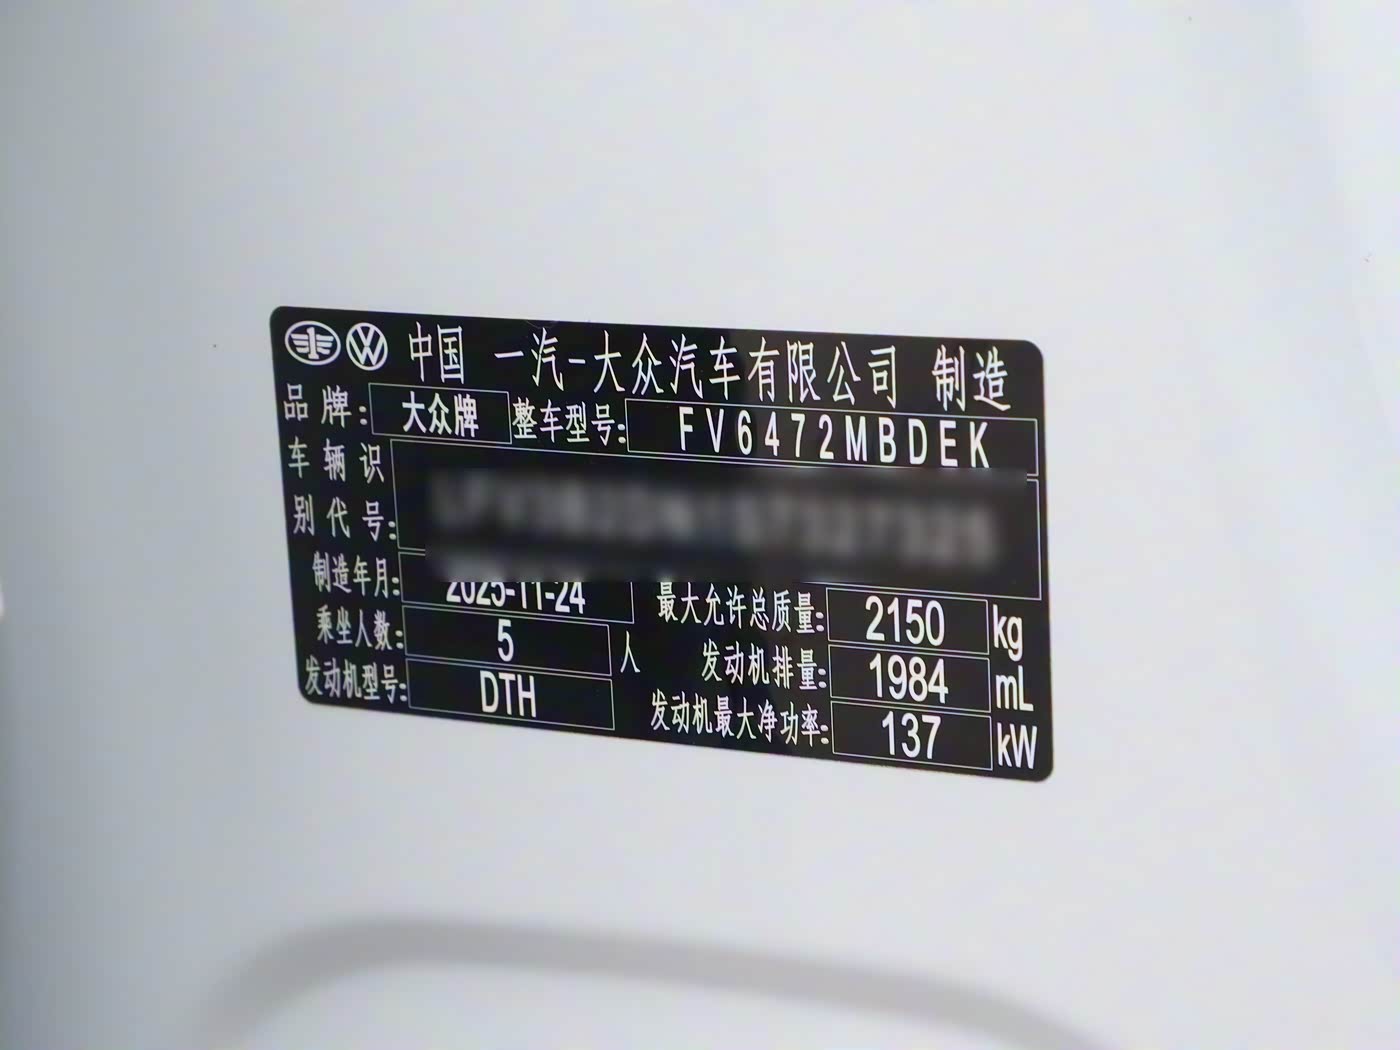 中国 一汽-大众汽车有限公司 制造
品牌: 大众牌 整车型号: FV6472MBDEK
车辆识
别代号:
制造年月: 2025-11-24 最大允许总质量: 2150 kg
乘坐人数: 5 人 发动机排量: 1984 mL
发动机型号: DTH 发动机最大净功率: 137 kW